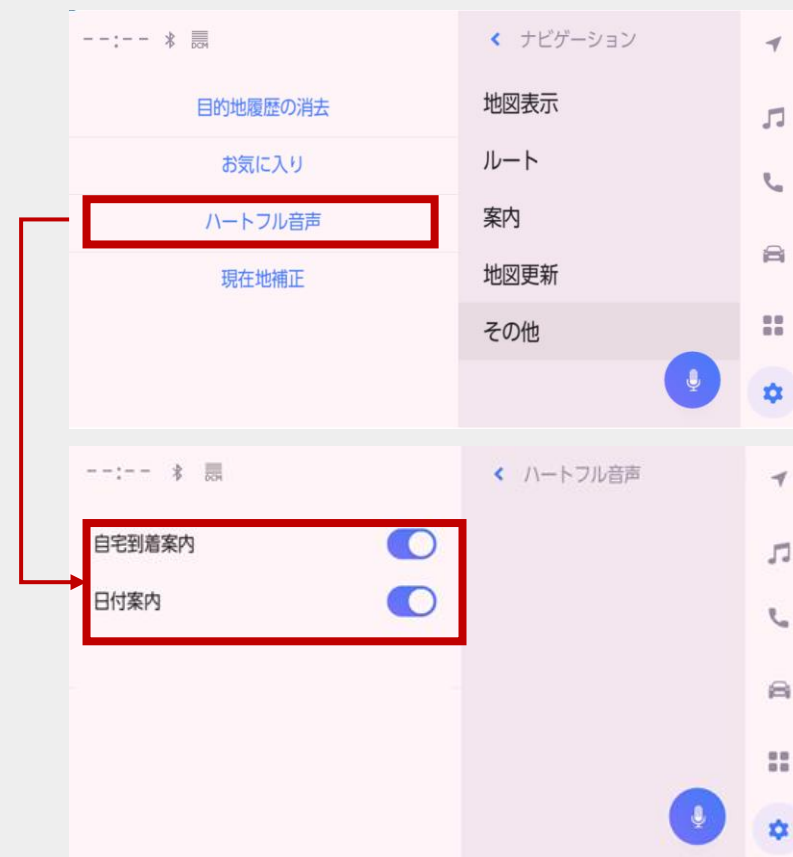 --:--
DCM
ナビゲーション
目的地履歴の消去
お気に入り
ハートフル音声
現在地補正
地図表示
ルート
案内
地図更新
その他
--:--
DCM
ハートフル音声
自宅到着案内
日付案内